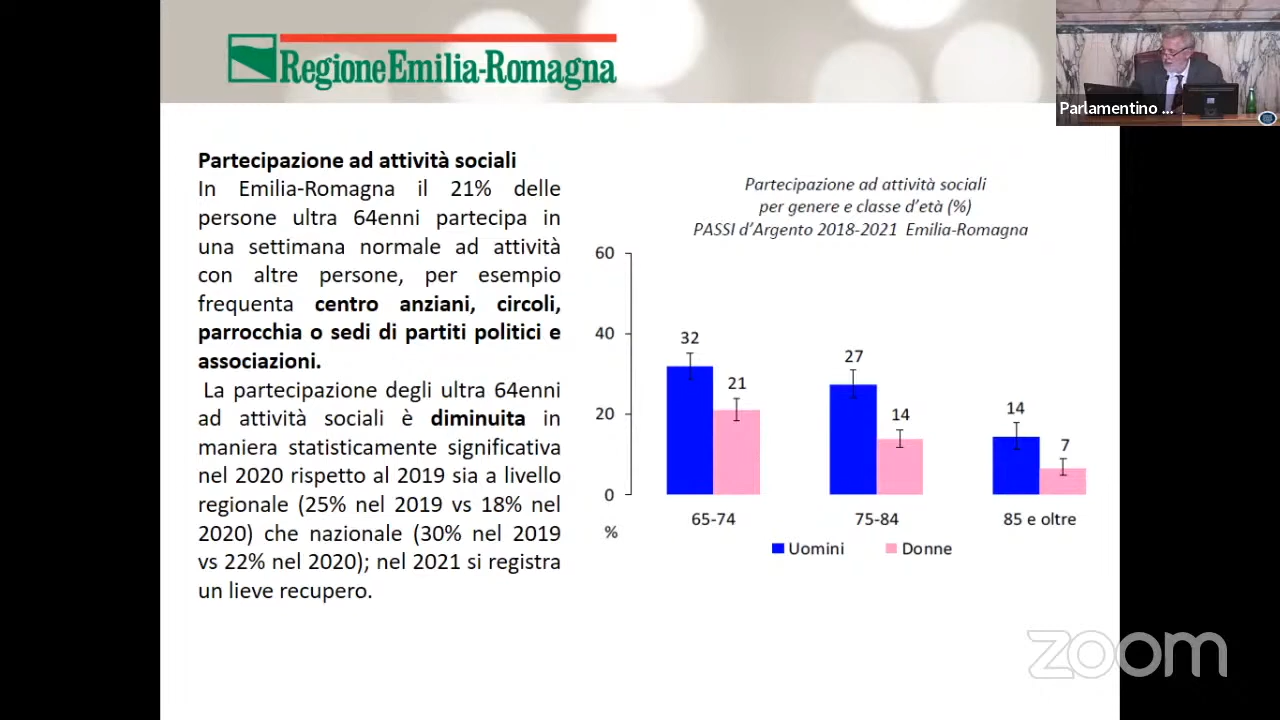 RegioneEmilia-Romagna
Parlamentino ...
Partecipazione ad attività sociali
In Emilia-Romagna il 21% delle
persone ultra 64enni partecipa in
una settimana normale ad attività
con altre persone, per esempio
frequenta centro anziani, circoli,
parrocchia o sedi di partiti politici e
associazioni.
La partecipazione degli ultra 64enni
ad attività sociali è diminuita in
maniera statisticamente significativa
nel 2020 rispetto al 2019 sia a livello
regionale (25% nel 2019 vs 18% nel
2020) che nazionale (30% nel 2019
vs 22% nel 2020); nel 2021 si registra
un lieve recupero.
Partecipazione ad attività sociali
per genere e classe d'età (%)
PASSI d'Argento 2018-2021 Emilia-Romagna
60
40
20
0
%
32
21
27
14
14
7
65-74
75-84
85 e oltre
Uomini
Donne
zoom